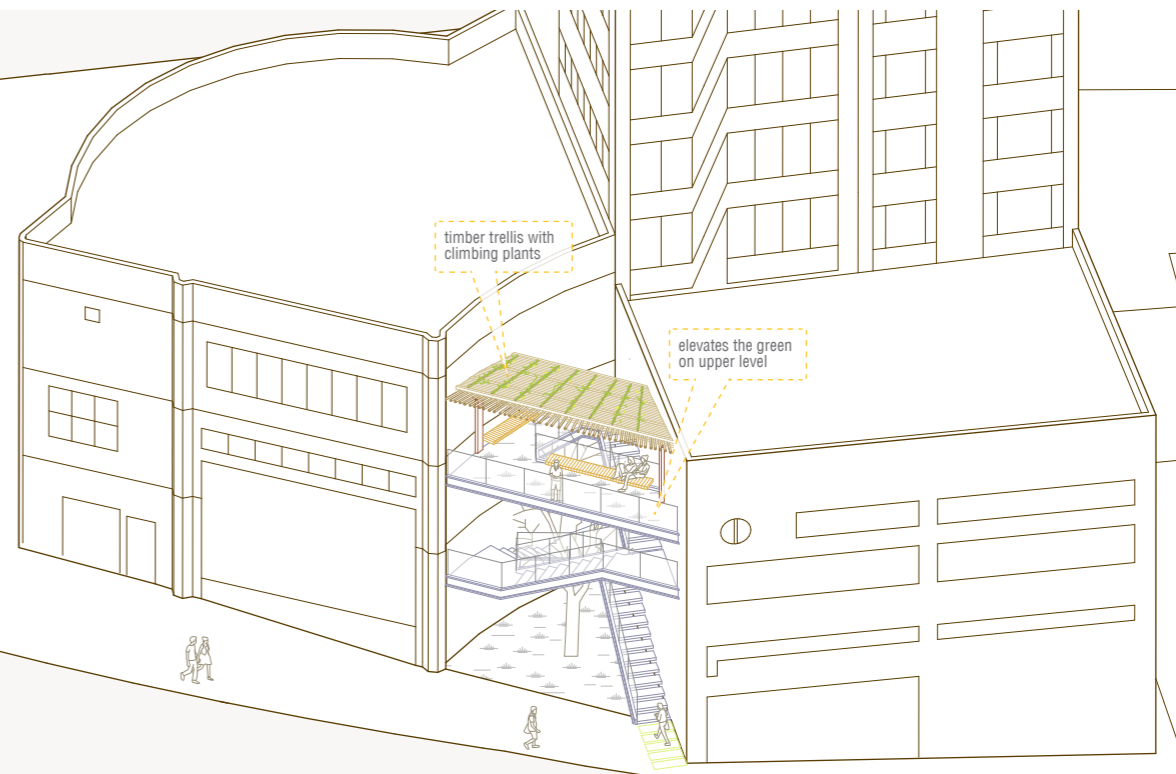 timber trellis with
climbing plants
elevates the green
on upper level